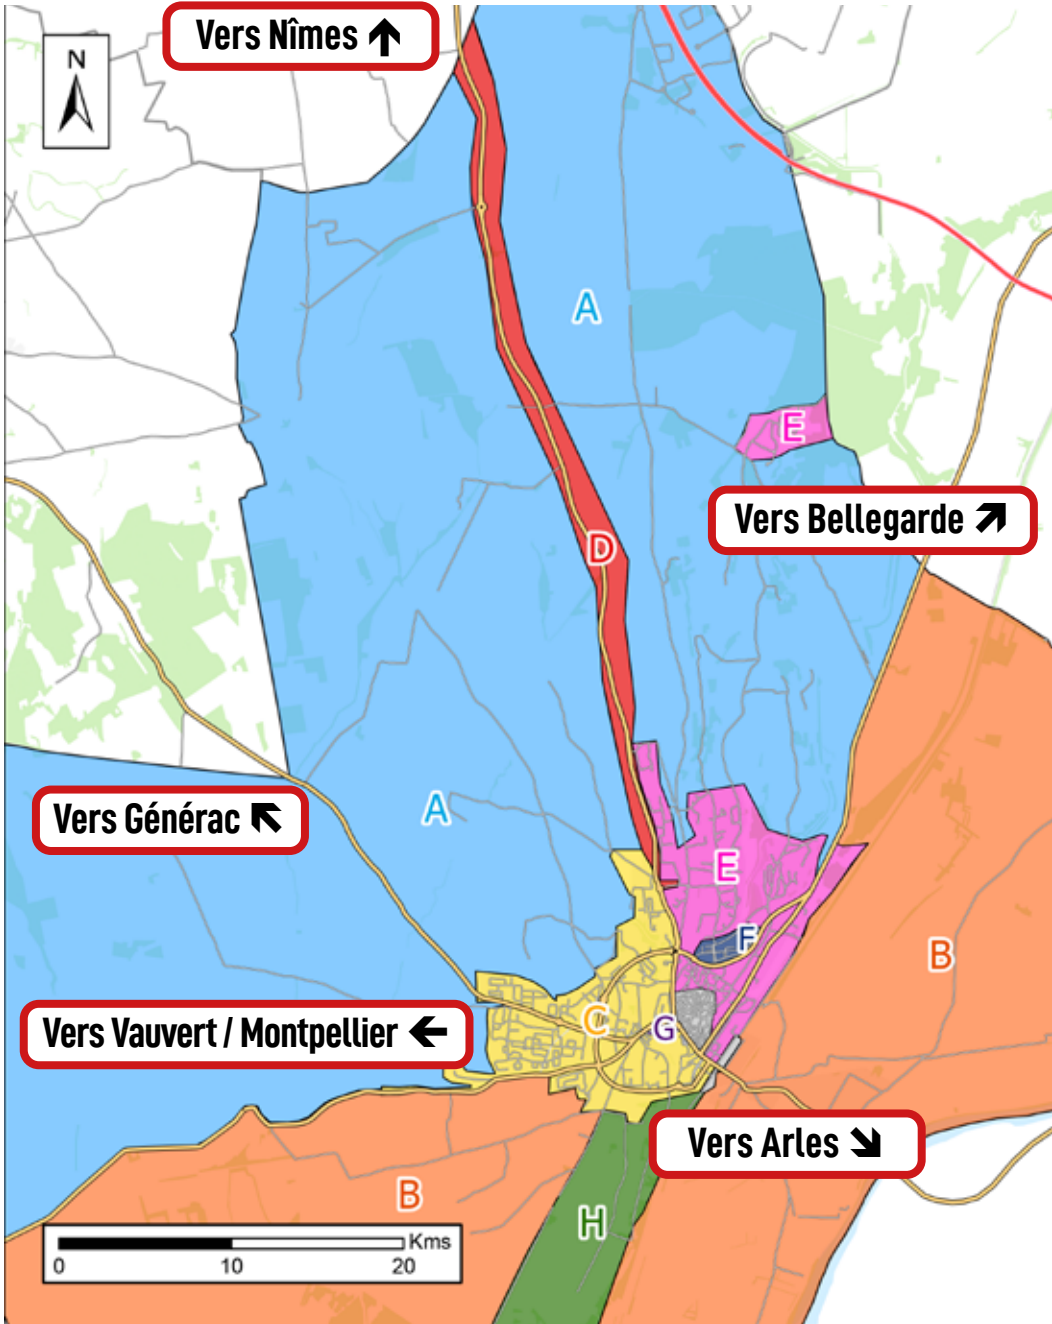 Vers Nîmes ↑
N
A
E
Vers Bellegarde ↗
D
Vers Générac ↖
A
E
F
B
Vers Vauvert / Montpellier ←
C
G
Vers Arles ↘
B
H
Kms
0 10 20